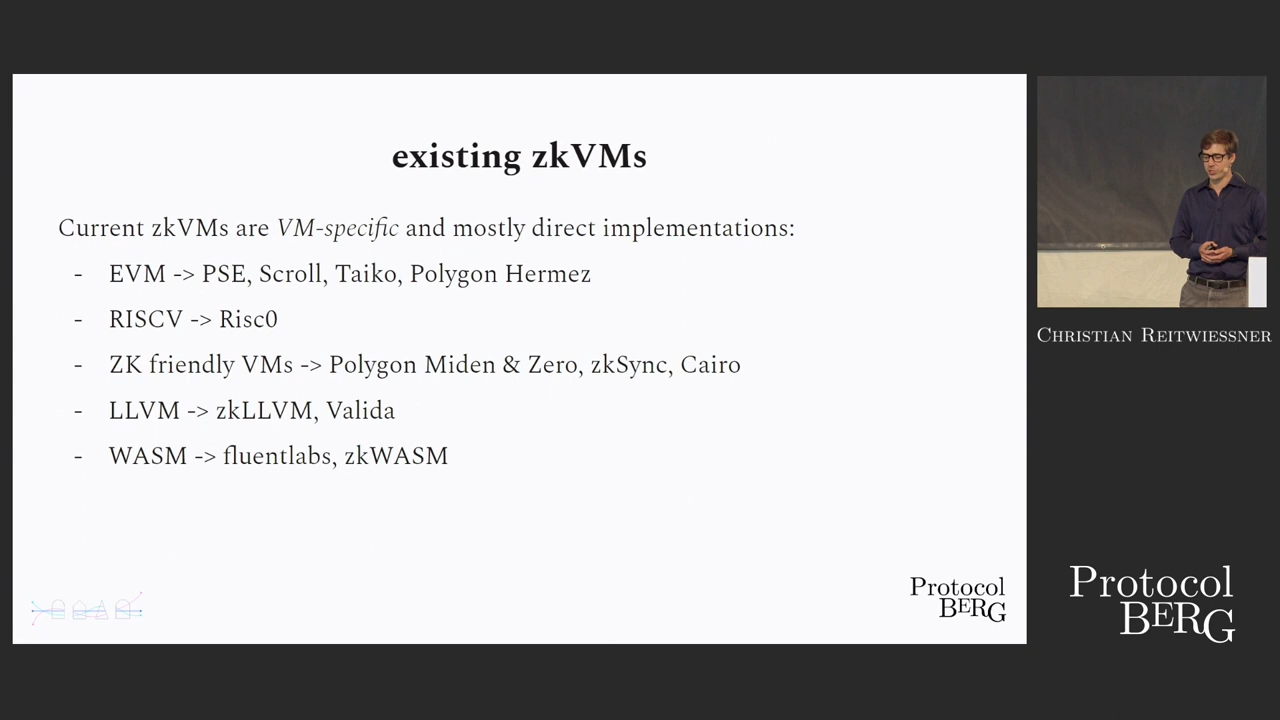 existing zkVMs
Current zkVMs are VM-specific and mostly direct implementations:
- EVM -> PSE, Scroll, Taiko, Polygon Hermez
- RISCV -> Risc0
- ZK friendly VMs -> Polygon Miden & Zero, zkSync, Cairo
- LLVM -> zkLLVM, Valida
- WASM -> fluentlabs, zkWASM
Protocol
BERG
Christian Reitwiessner
Protocol
BERG